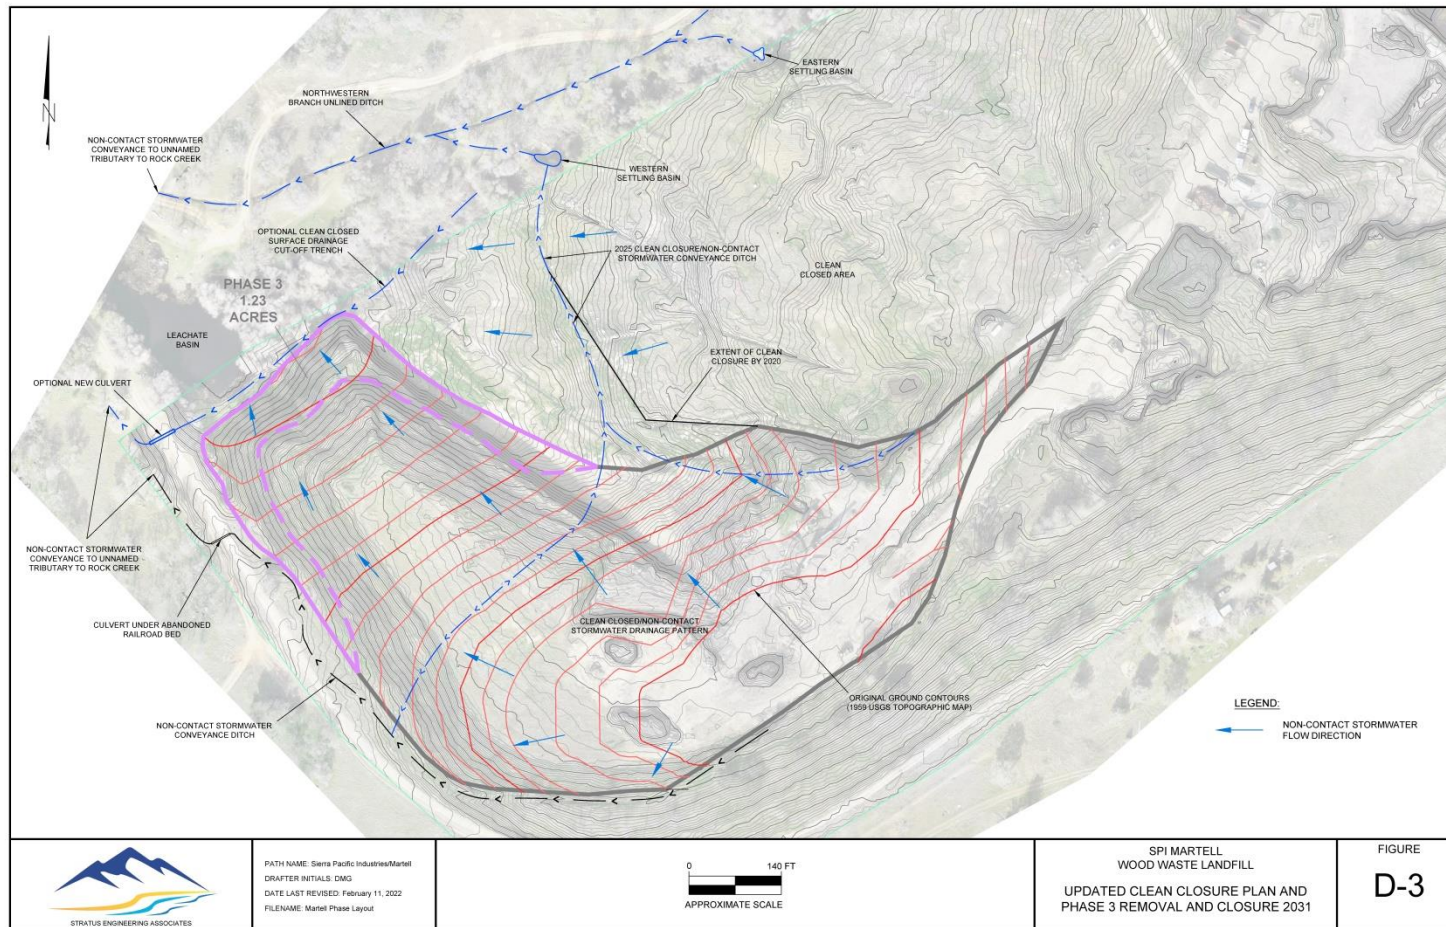 N
EASTERN
SETTLING BASIN
NORTHWESTERN
BRANCH UNLINED DITCH
NON-CONTACT STORMWATER
CONVEYANCE TO UNNAMED
TRIBUTARY TO ROCK CREEK
WESTERN
SETTLING BASIN
OPTIONAL CLEAN CLOSED
SURFACE DRAINAGE
CUT-OFF TRENCH
2025 CLEAN CLOSURE/NON-CONTACT
STORMWATER CONVEYANCE DITCH
CLEAN
CLOSED AREA
PHASE 3
1.23
ACRES
LEACHATE
BASIN
EXTENT OF CLEAN
CLOSURE BY 2020
OPTIONAL NEW CULVERT
NON-CONTACT STORMWATER
CONVEYANCE TO UNNAMED
TRIBUTARY TO ROCK CREEK
CULVERT UNDER ABANDONED
RAILROAD BED
CLEAN CLOSED/NON-CONTACT
STORMWATER DRAINAGE PATTERN
ORIGINAL GROUND CONTOURS
(1959 USGS TOPOGRAPHIC MAP)
NON-CONTACT STORMWATER
CONVEYANCE DITCH
LEGEND:
NON-CONTACT STORMWATER
FLOW DIRECTION
STRATUS ENGINEERING ASSOCIATES
PATH NAME: Sierra Pacific Industries/Martell
DRAFTER INITIALS: DMG
DATE LAST REVISED: February 11, 2022
FILENAME: Martell Phase Layout
0 140 FT
APPROXIMATE SCALE
SPI MARTELL
WOOD WASTE LANDFILL
UPDATED CLEAN CLOSURE PLAN AND
PHASE 3 REMOVAL AND CLOSURE 2031
FIGURE
D-3